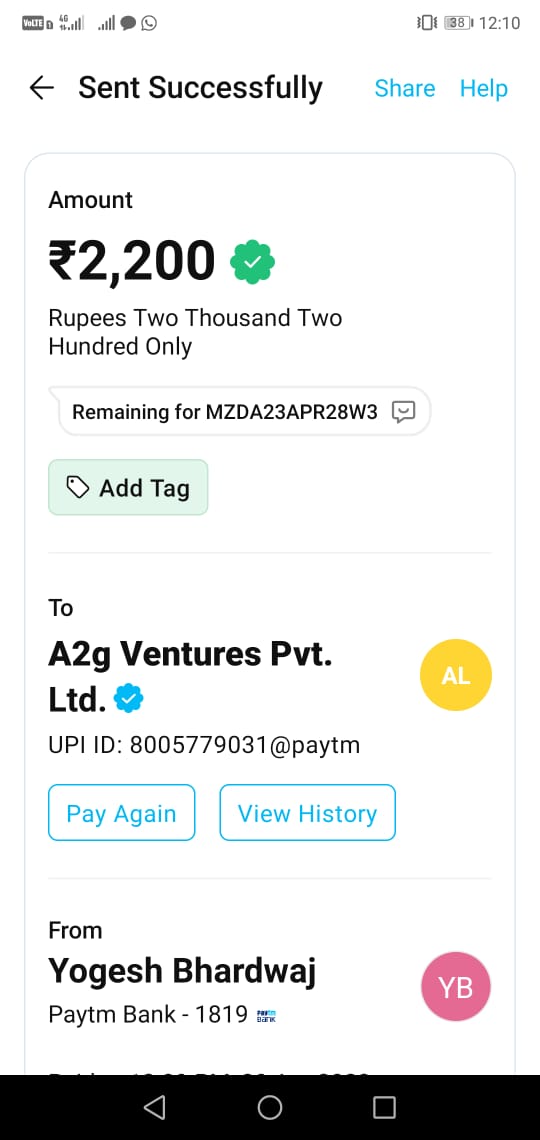 VoLTE 4G 38 12:10
Sent Successfully Share Help
Amount
₹2,200
Rupees Two Thousand Two
Hundred Only
Remaining for MZDA23APR28W3
Add Tag
To
A2g Ventures Pvt.
Ltd.
AL
UPI ID: 8005779031@paytm
Pay Again View History
From
Yogesh Bhardwaj
YB
Paytm Bank - 1819 Paytm BANK